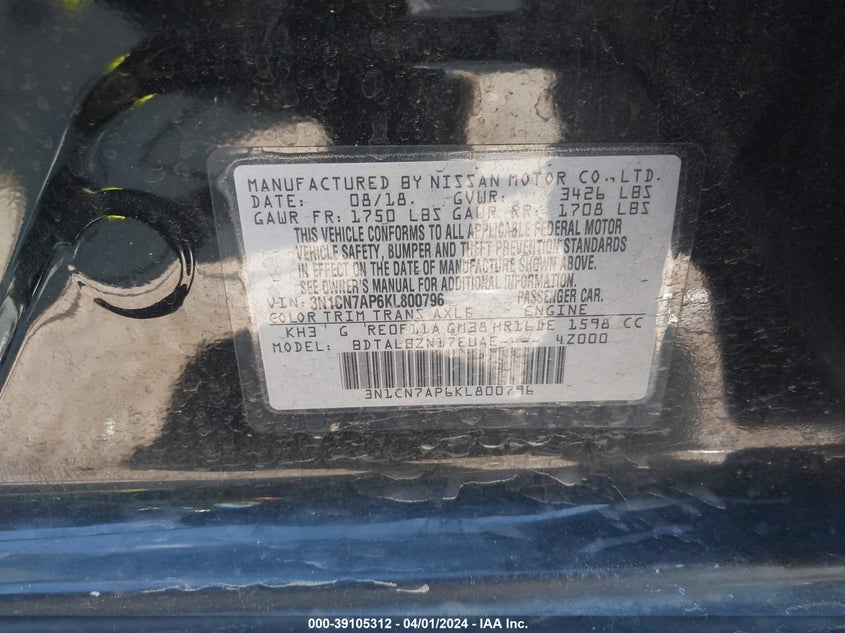 MANUFACTURED BY NISSAN MOTOR CO.,LTD.
DATE: 08/18. GVWR: 3426 LBS
GAWR FR: 1750 LBS GAWR RR: 1708 LBS
THIS VEHICLE CONFORMS TO ALL APPLICABLE FEDERAL MOTOR
VEHICLE SAFETY, BUMPER AND THEFT PREVENTION STANDARDS
IN EFFECT ON THE DATE OF MANUFACTURE SHOWN ABOVE.
SEE OWNER'S MANUAL FOR ADDITIONAL INFORMATION.
VIN: 3N1CN7AP6KL800796 PASSENGER CAR.
COLOR TRIM TRANS AXLE ENGINE
KH3 G RE0F11A GM38 HR16DE 1598 CC
MODEL: BDTALBZN17EUAE---- 4Z000
3N1CN7AP6KL800796
000-39105312 - 04/01/2024 - IAA Inc.